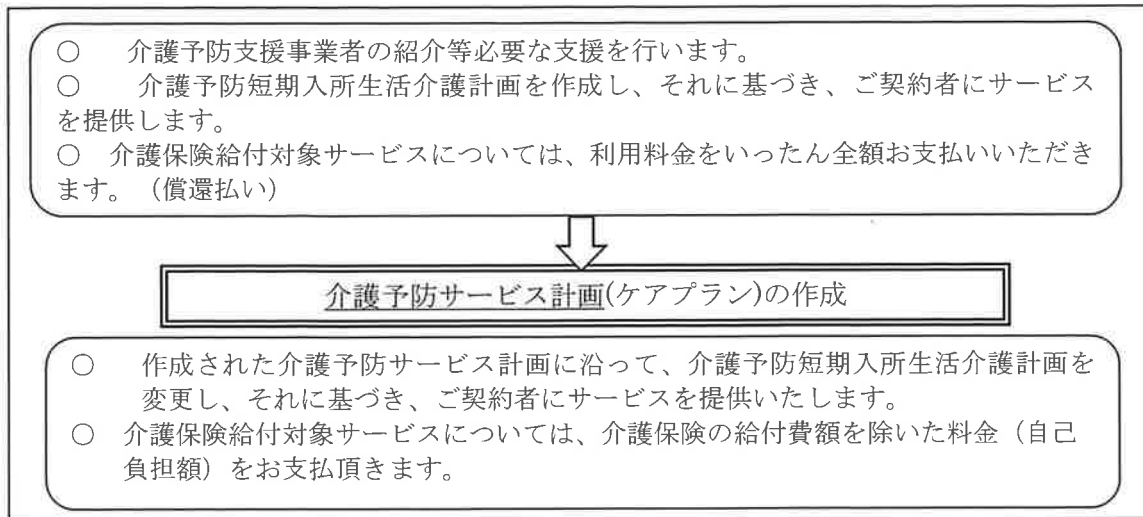 ○　介護予防支援事業者の紹介等必要な支援を行います。
○　介護予防短期入所生活介護計画を作成し、それに基づき、ご契約者にサービス
を提供します。
○　介護保険給付対象サービスについては、利用料金をいったん全額お支払いいただき
ます。（償還払い）
介護予防サービス計画(ケアプラン)の作成
○　作成された介護予防サービス計画に沿って、介護予防短期入所生活介護計画を
変更し、それに基づき、ご契約者にサービスを提供いたします。
○　介護保険給付対象サービスについては、介護保険の給付費額を除いた料金（自己
負担額）をお支払頂きます。